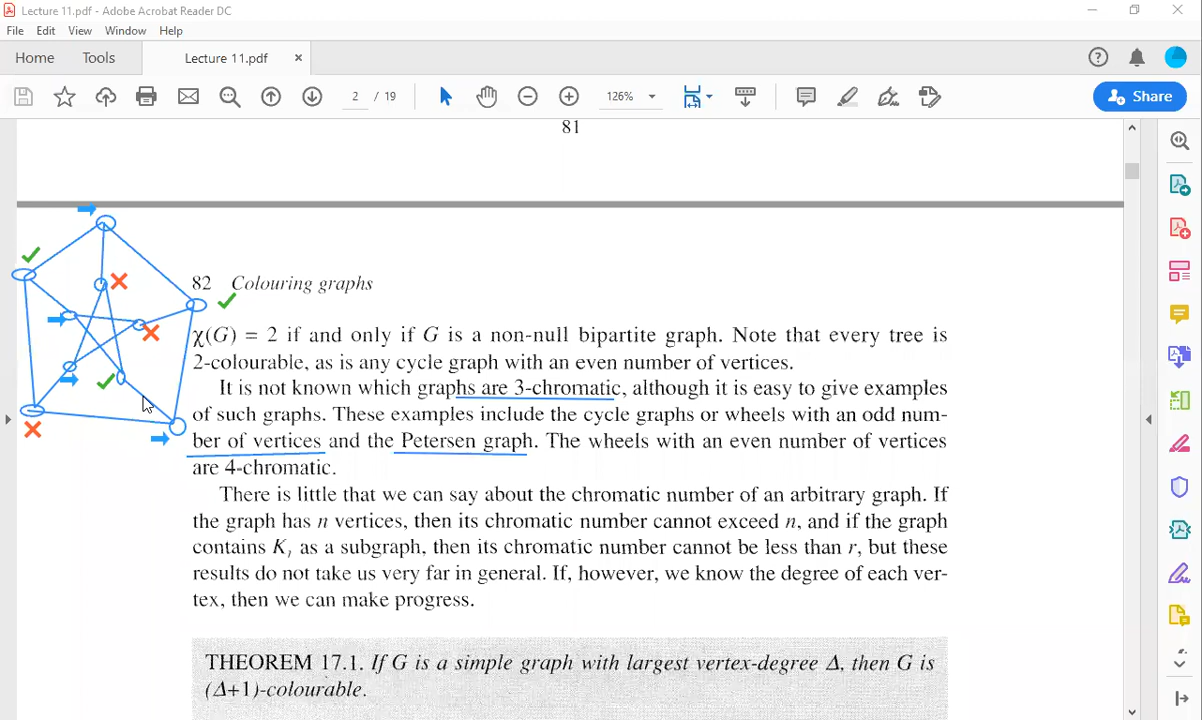 Lecture 11.pdf - Adobe Acrobat Reader DC
File Edit View Window Help
Home Tools Lecture 11.pdf ×
2 / 19 126% Share
81
82 Colouring graphs
χ(G) = 2 if and only if G is a non-null bipartite graph. Note that every tree is
2-colourable, as is any cycle graph with an even number of vertices.
It is not known which graphs are 3-chromatic, although it is easy to give examples
of such graphs. These examples include the cycle graphs or wheels with an odd num-
ber of vertices and the Petersen graph. The wheels with an even number of vertices
are 4-chromatic.
There is little that we can say about the chromatic number of an arbitrary graph. If
the graph has n vertices, then its chromatic number cannot exceed n, and if the graph
contains Kr as a subgraph, then its chromatic number cannot be less than r, but these
results do not take us very far in general. If, however, we know the degree of each ver-
tex, then we can make progress.
THEOREM 17.1. If G is a simple graph with largest vertex-degree Δ, then G is
(Δ+1)-colourable.